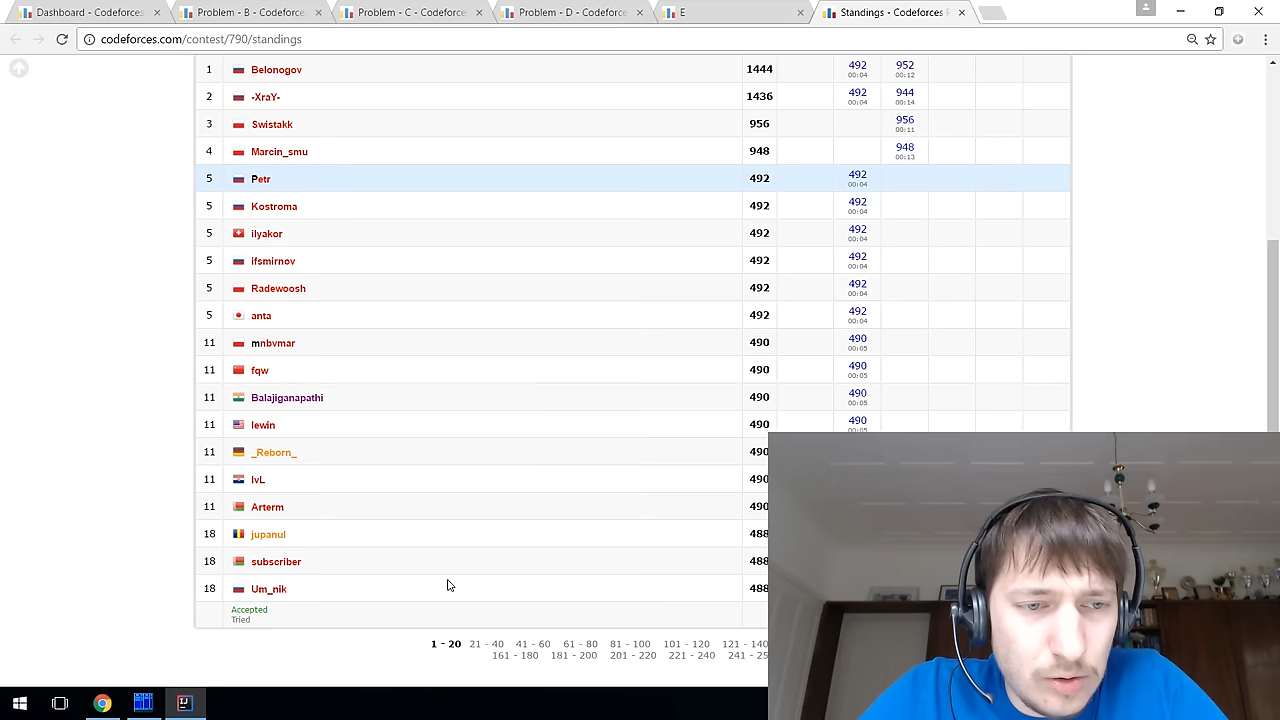 Dashboard - Codeforces
Problem - B - Codeforces
Problem - C - Codeforces
Problem - D - Codeforces
E
Standings - Codeforces R
codeforces.com/contest/790/standings
1 Belonogov 1444 492 952
00:04 00:12
2 -XraY- 1436 492 944
00:04 00:14
3 Swistakk 956 956
00:11
4 Marcin_smu 948 948
00:13
5 Petr 492 492
00:04
5 Kostroma 492 492
00:04
5 ilyakor 492 492
00:04
5 ifsmirnov 492 492
00:04
5 Radewoosh 492 492
00:04
5 anta 492 492
00:04
11 mnbvmar 490 490
00:05
11 fqw 490 490
00:05
11 Balajiganapathi 490 490
00:05
11 lewin 490 490
11 _Reborn_ 490
11 IvL 490
11 Arterm 490
18 jupanul 488
18 subscriber 488
18 Um_nik 488
Accepted
Tried
1 - 20 21 - 40 41 - 60 61 - 80 81 - 100 101 - 120 121 - 140
161 - 180 181 - 200 201 - 220 221 - 240 241 - 2